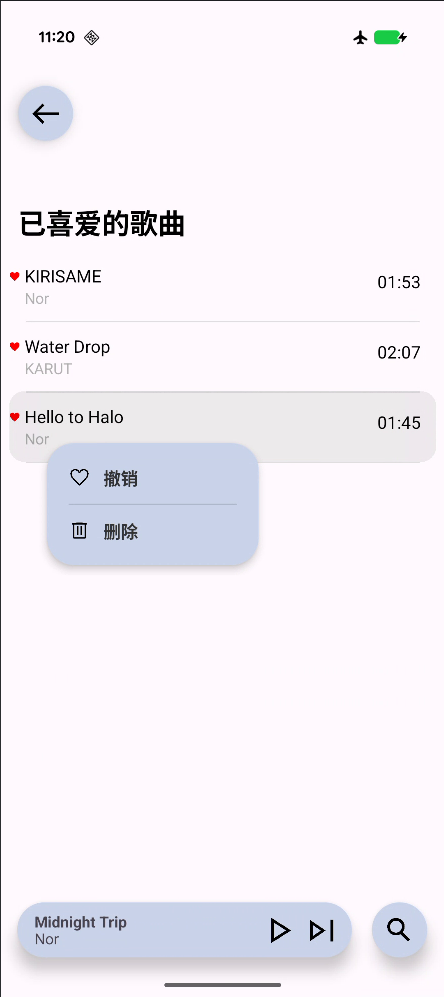 11:20
已喜爱的歌曲
KIRISAME
01:53
Nor
Water Drop
02:07
KARUT
Hello to Halo
01:45
Nor
撤销
删除
Midnight Trip
Nor